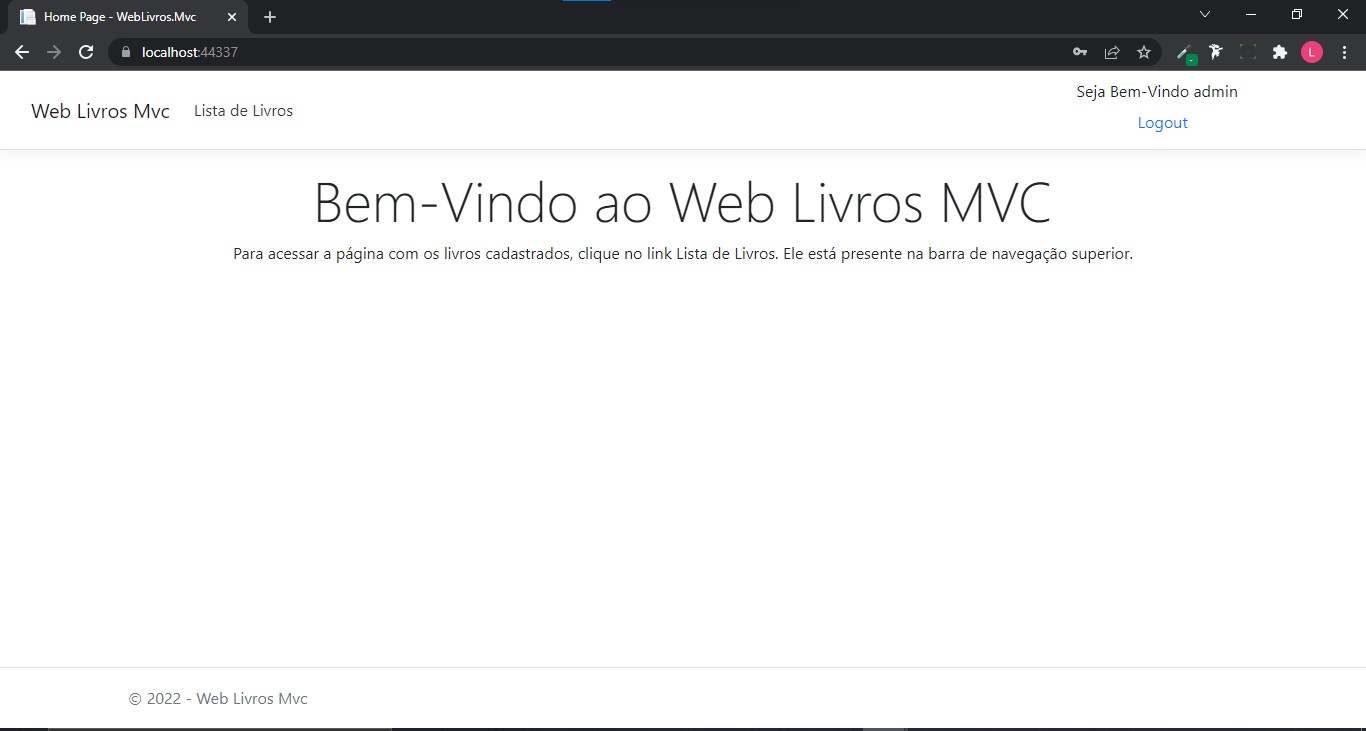 Home Page - WebLivros.Mvc
localhost:44337
L
Web Livros Mvc
Lista de Livros
Seja Bem-Vindo admin
Logout
Bem-Vindo ao Web Livros MVC
Para acessar a página com os livros cadastrados, clique no link Lista de Livros. Ele está presente na barra de navegação superior.
© 2022 - Web Livros Mvc